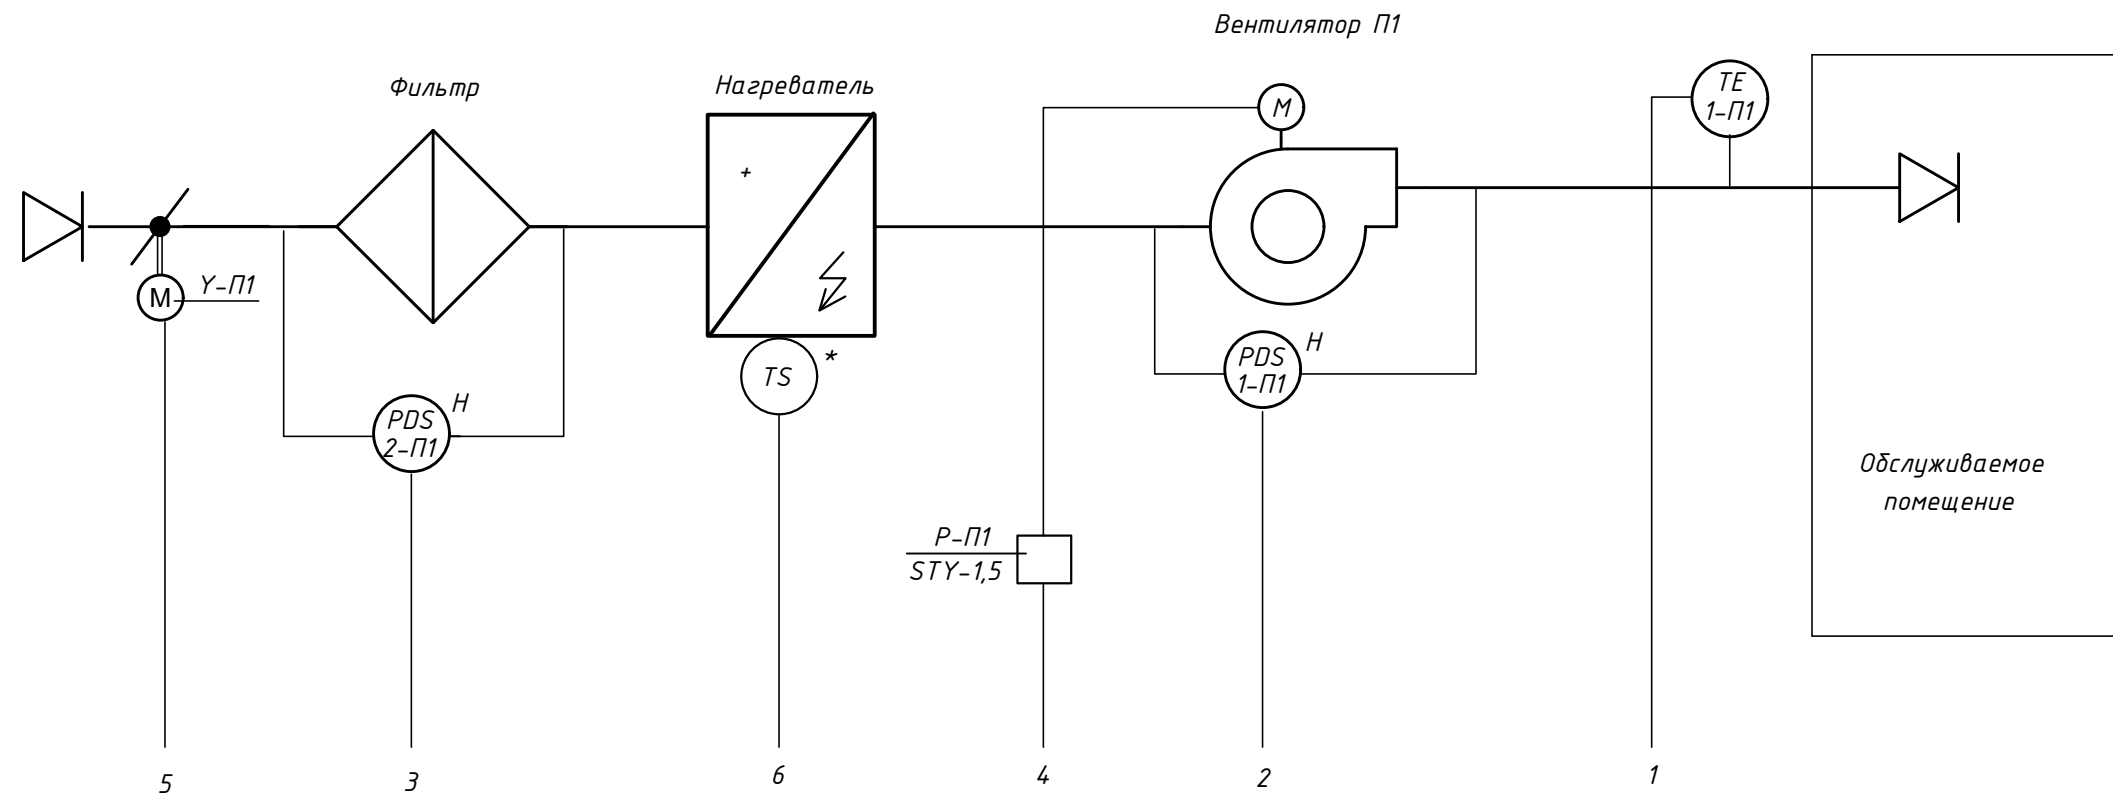 Вентилятор П1
Фильтр
Нагреватель
M
TE
1-П1
+
M
Y-П1
TS
*
PDS
1-П1
H
PDS
2-П1
H
Обслуживаемое
помещение
P-П1
STY-1,5
5
3
6
4
2
1